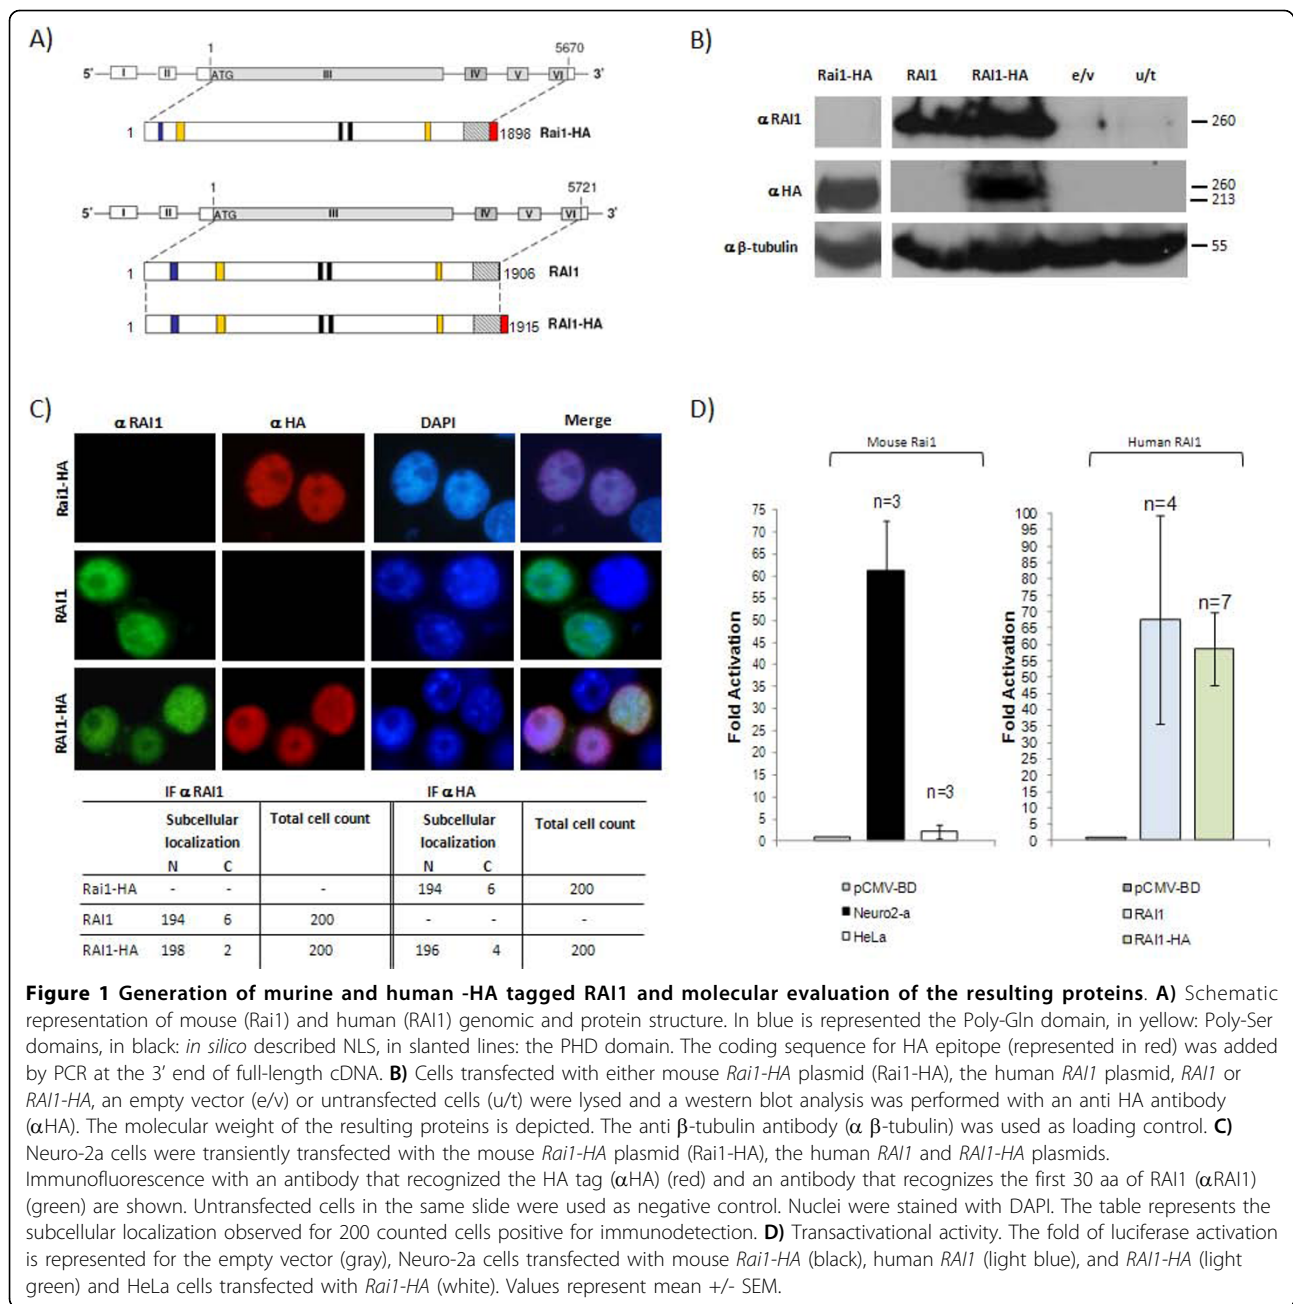 A)
1
5670
5'
I
II
ATG
III
IV
V
VI
3'
1
1898
Rai1-HA
1
5721
5'
I
II
ATG
III
IV
V
VI
3'
1
1906
RAI1
1
1915
RAI1-HA
B)
Rai1-HA RAI1 RAI1-HA e/v u/t
αRAI1
260
αHA
260
213
αβ-tubulin
55
C)
αRAI1 αHA DAPI Merge
Rai1-HA
RAI1
RAI1-HA
IF αRAI1 IF αHA
Subcellular localization Total cell count Subcellular localization Total cell count
N C N C
Rai1-HA - - - 194 6 200
RAI1 194 6 200 - - -
RAI1-HA 198 2 200 196 4 200
D)
Mouse Rai1
Fold Activation
75
70
65
60
55
50
45
40
35
30
25
20
15
10
5
0
n=3
n=3
pCMV-BD
Neuro2-a
HeLa
Human RAI1
Fold Activation
100
95
90
85
80
75
70
65
60
55
50
45
40
35
30
25
20
15
10
5
0
n=4
n=7
pCMV-BD
RAI1
RAI1-HA
Figure 1 Generation of murine and human -HA tagged RAI1 and molecular evaluation of the resulting proteins. A) Schematic
representation of mouse (Rai1) and human (RAI1) genomic and protein structure. In blue is represented the Poly-Gln domain, in yellow: Poly-Ser
domains, in black: in silico described NLS, in slanted lines: the PHD domain. The coding sequence for HA epitope (represented in red) was added
by PCR at the 3' end of full-length cDNA. B) Cells transfected with either mouse Rai1-HA plasmid (Rai1-HA), the human RAI1 plasmid, RAI1 or
RAI1-HA, an empty vector (e/v) or untransfected cells (u/t) were lysed and a western blot analysis was performed with an anti HA antibody
(αHA). The molecular weight of the resulting proteins is depicted. The anti β-tubulin antibody (α β-tubulin) was used as loading control. C)
Neuro-2a cells were transiently transfected with the mouse Rai1-HA plasmid (Rai1-HA), the human RAI1 and RAI1-HA plasmids.
Immunofluorescence with an antibody that recognized the HA tag (αHA) (red) and an antibody that recognizes the first 30 aa of RAI1 (αRAI1)
(green) are shown. Untransfected cells in the same slide were used as negative control. Nuclei were stained with DAPI. The table represents the
subcellular localization observed for 200 counted cells positive for immunodetection. D) Transactivational activity. The fold of luciferase activation
is represented for the empty vector (gray), Neuro-2a cells transfected with mouse Rai1-HA (black), human RAI1 (light blue), and RAI1-HA (light
green) and HeLa cells transfected with Rai1-HA (white). Values represent mean +/- SEM.